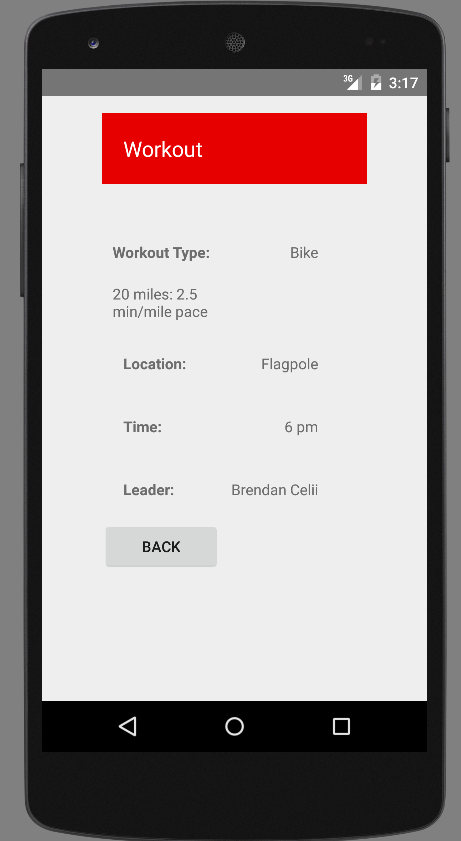 3G 3:17
Workout
Workout Type: Bike
20 miles: 2.5
min/mile pace
Location: Flagpole
Time: 6 pm
Leader: Brendan Celii
BACK